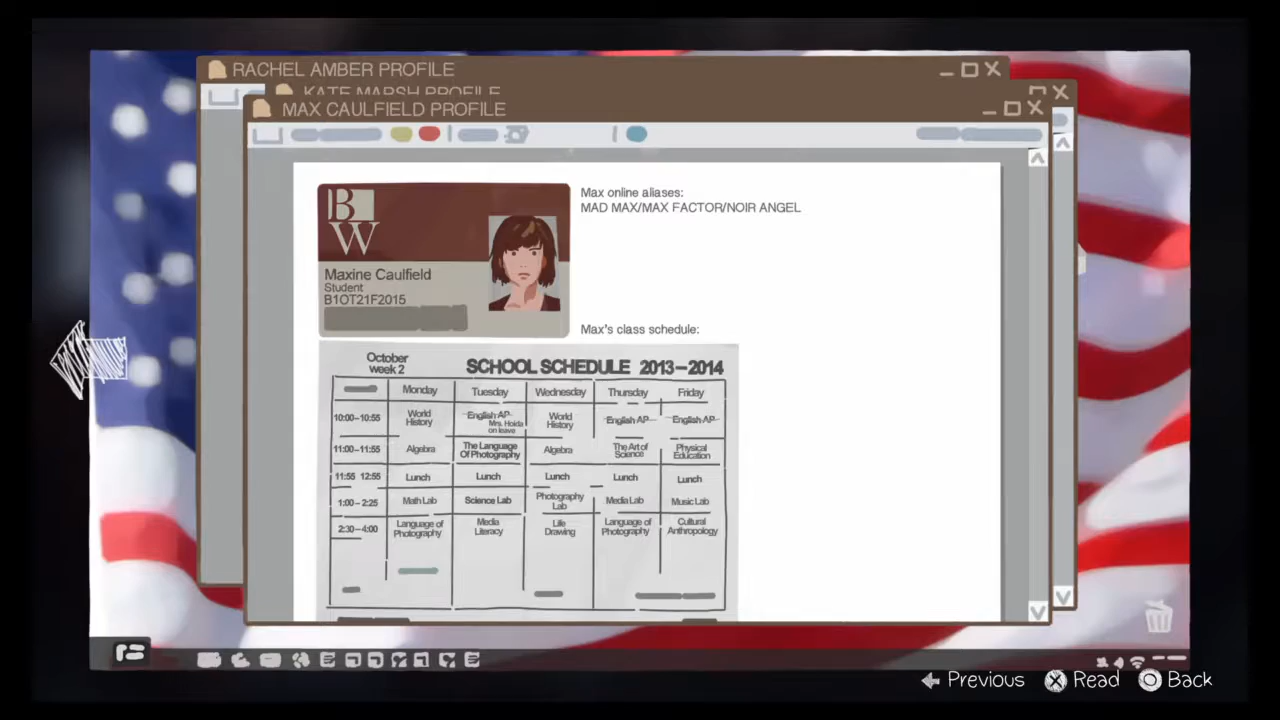 RACHEL AMBER PROFILE
KATE MARSH PROFILE
MAX CAULFIELD PROFILE
BW
Max online aliases:
MAD MAX/MAX FACTOR/NOIR ANGEL
Maxine Caulfield
Student
B1OT21F2015
Max's class schedule:
October
week 2
SCHOOL SCHEDULE 2013-2014
Monday Tuesday Wednesday Thursday Friday
10:00-10:55 World History English AP Mrs. Hoida on leave World History English AP English AP
11:00-11:55 Algebra The Language Of Photography Algebra The Art of Science Physical Education
11:55 12:55 Lunch Lunch Lunch Lunch Lunch
1:00-2:25 Math Lab Science Lab Photography Lab Media Lab Music Lab
2:30-4:00 Language of Photography Media Literacy Life Drawing Language of Photography Cultural Anthropology
Previous Read Back